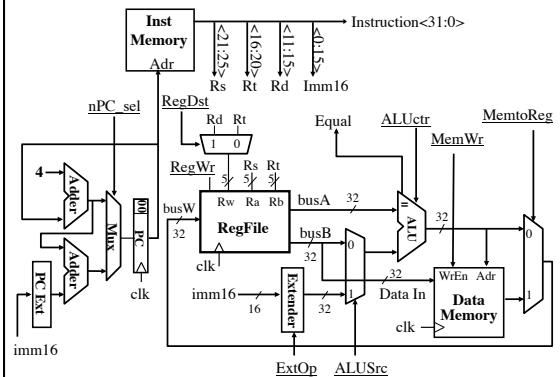 Inst
Memory
Adr
Instruction<31:0>
<21:25>
<16:20>
<11:15>
<0:15>
Rs
Rt
Rd
Imm16
nPC_sel
RegDst
Rd
Rt
1
0
Equal
ALUctr
MemtoReg
MemWr
RegWr
Rs
Rt
5
5
5
4
Adder
Mux
00
PC
clk
Adder
PC Ext
imm16
busW
32
Rw
Ra
Rb
RegFile
clk
busA
32
busB
32
=
ALU
32
0
1
32
Data In
WrEn
Adr
Data
Memory
clk
0
1
imm16
16
Extender
32
ExtOp
ALUSrc